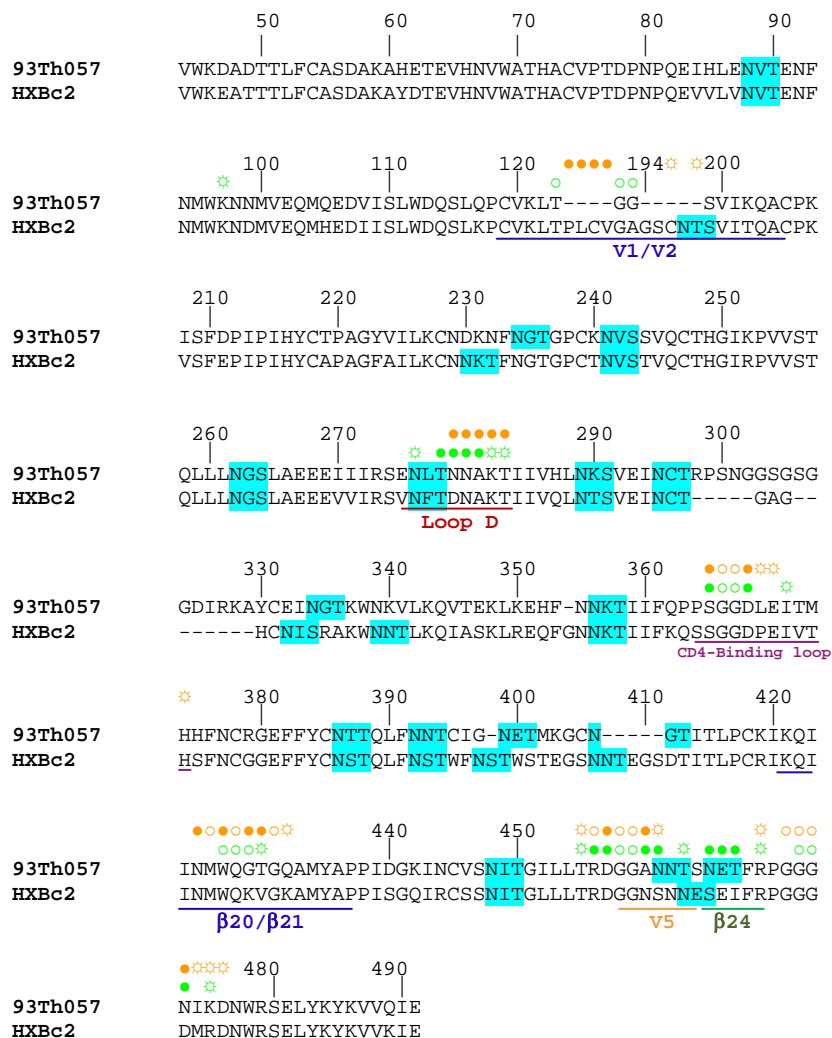 50 60 70 80 90
93Th057 VWKDADTTLFCASDAKAHETEVHNVWATHACVPTDPNPQEIHLENVTENF
HXBc2 VWKEATTTLFCASDAKAYDTEVHNVWATHACVPTDPNPQEVVLVNVTENF
100 110 120 194 200
93Th057 NMWKNNMVEQMQEDVISLWDQSLQPCVKLT----GG-----SVIKQACPK
HXBc2 NMWKNDMVEQMHEDIISLWDQSLKPCVKLTPLCVGAGSCNTSVITQACPK
V1/V2
210 220 230 240 250
93Th057 ISFDPIPIHYCTPAGYVILKCNDKNFNGTGPCKNVSSVQCTHGIKPVVST
HXBc2 VSFEPIPIHYCAPAGFAILKCNNKTFNGTGPCTNVSTVQCTHGIRPVVST
260 270 280 290 300
93Th057 QLLLNGSLAEEEIIIRSENLTNNAKTIIVHLNKSVEINCTRPSNGGSGSG
HXBc2 QLLLNGSLAEEEVVIRSVNFTDNAKTIIVQLNTSVEINCT-----GAG--
Loop D
330 340 350 360
93Th057 GDIRKAYCEINGTKWNKVLKQVTEKLKEHF-NNKTIIFQPPSGGDLEITM
HXBc2 ------HCNISRAKWNNTLKQIASKLREQFGNNKTIIFKQSSGGDPEIVT
CD4-Binding loop
380 390 400 410 420
93Th057 HHFNCRGEFFYCNTTQLFNNTCIG-NETMKGCN-----GTITLPCKIKQI
HXBc2 HSFNCGGEFFYCNSTQLFNSTWFNSTWSTEGSNNTEGSDTITLPCRIKQI
440 450
93Th057 INMWQGTGQAMYAPPIDGKINCVSNITGILLTRDGGANNTSNETFRPGGG
HXBc2 INMWQKVGKAMYAPPISGQIRCSSNITGLLLTRDGGNSNNESEIFRPGGG
β20/β21 V5 β24
480 490
93Th057 NIKDNWRSELYKYKVVQIE
HXBc2 DMRDNWRSELYKYKVVKIE